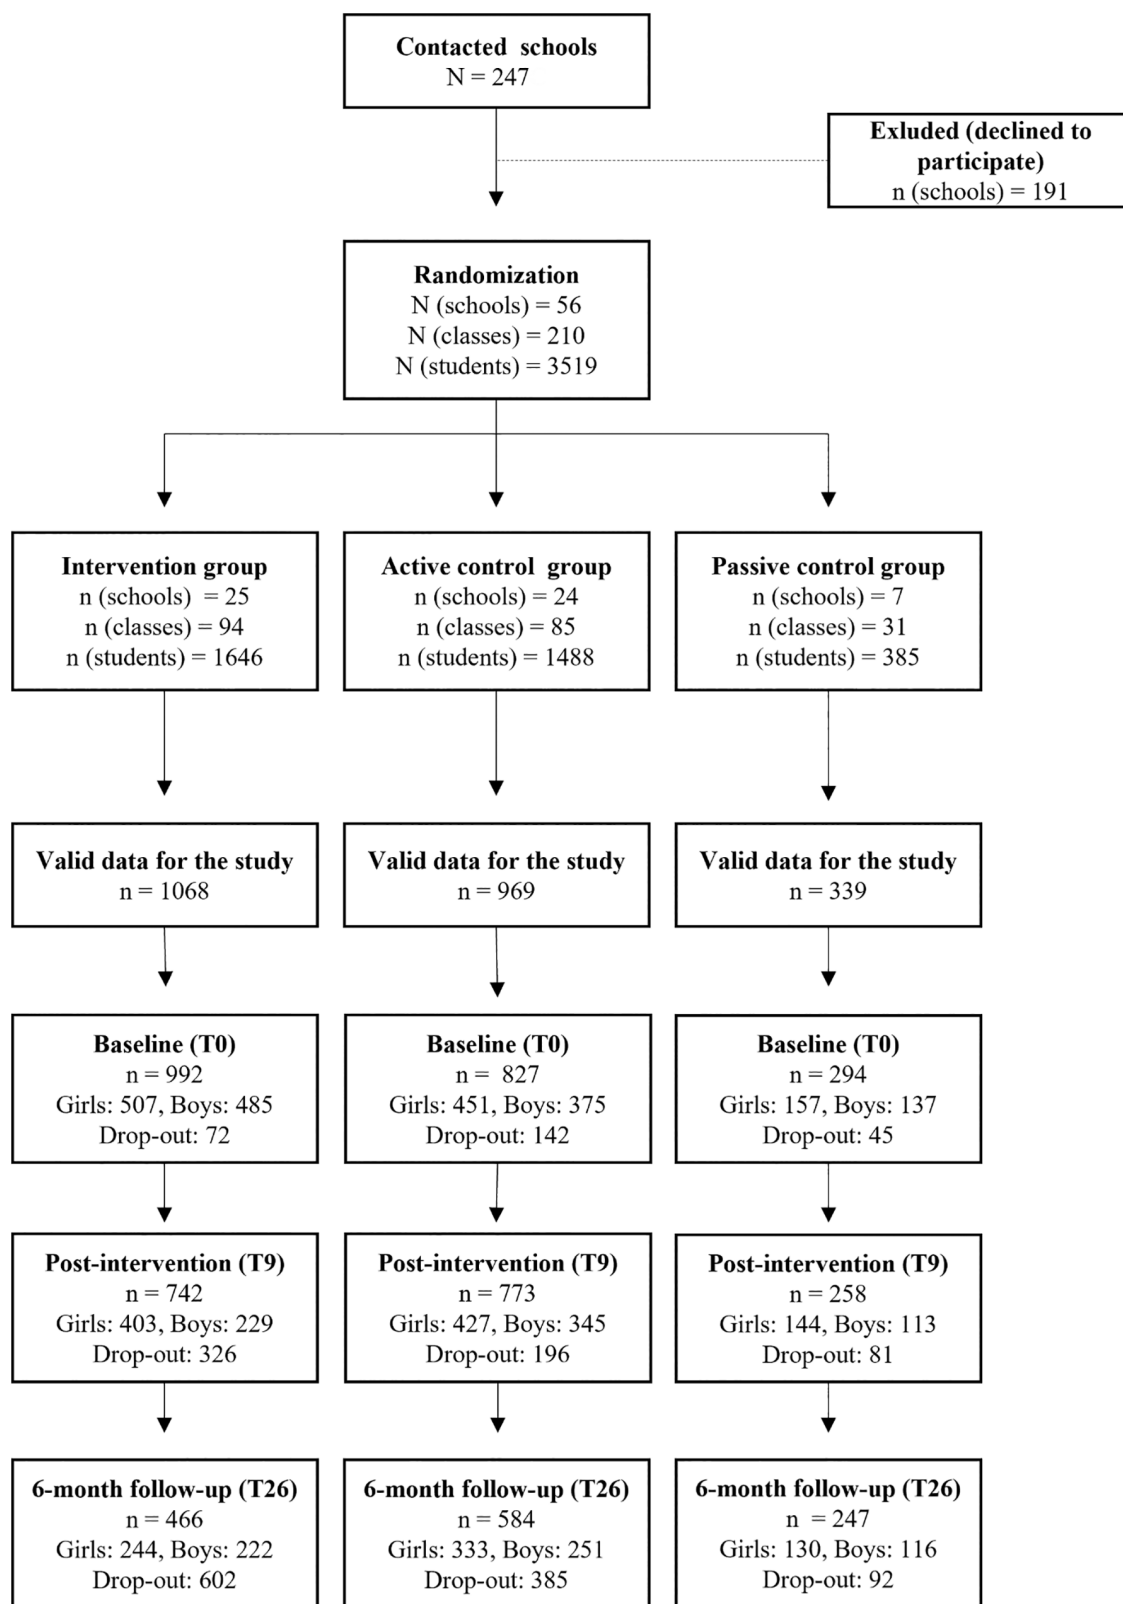 Contacted schools
N = 247
Exluded (declined to
participate)
n (schools) = 191
Randomization
N (schools) = 56
N (classes) = 210
N (students) = 3519
Intervention group
n (schools) = 25
n (classes) = 94
n (students) = 1646
Active control group
n (schools) = 24
n (classes) = 85
n (students) = 1488
Passive control group
n (schools) = 7
n (classes) = 31
n (students) = 385
Valid data for the study
n = 1068
Valid data for the study
n = 969
Valid data for the study
n = 339
Baseline (T0)
n = 992
Girls: 507, Boys: 485
Drop-out: 72
Baseline (T0)
n = 827
Girls: 451, Boys: 375
Drop-out: 142
Baseline (T0)
n = 294
Girls: 157, Boys: 137
Drop-out: 45
Post-intervention (T9)
n = 742
Girls: 403, Boys: 229
Drop-out: 326
Post-intervention (T9)
n = 773
Girls: 427, Boys: 345
Drop-out: 196
Post-intervention (T9)
n = 258
Girls: 144, Boys: 113
Drop-out: 81
6-month follow-up (T26)
n = 466
Girls: 244, Boys: 222
Drop-out: 602
6-month follow-up (T26)
n = 584
Girls: 333, Boys: 251
Drop-out: 385
6-month follow-up (T26)
n = 247
Girls: 130, Boys: 116
Drop-out: 92